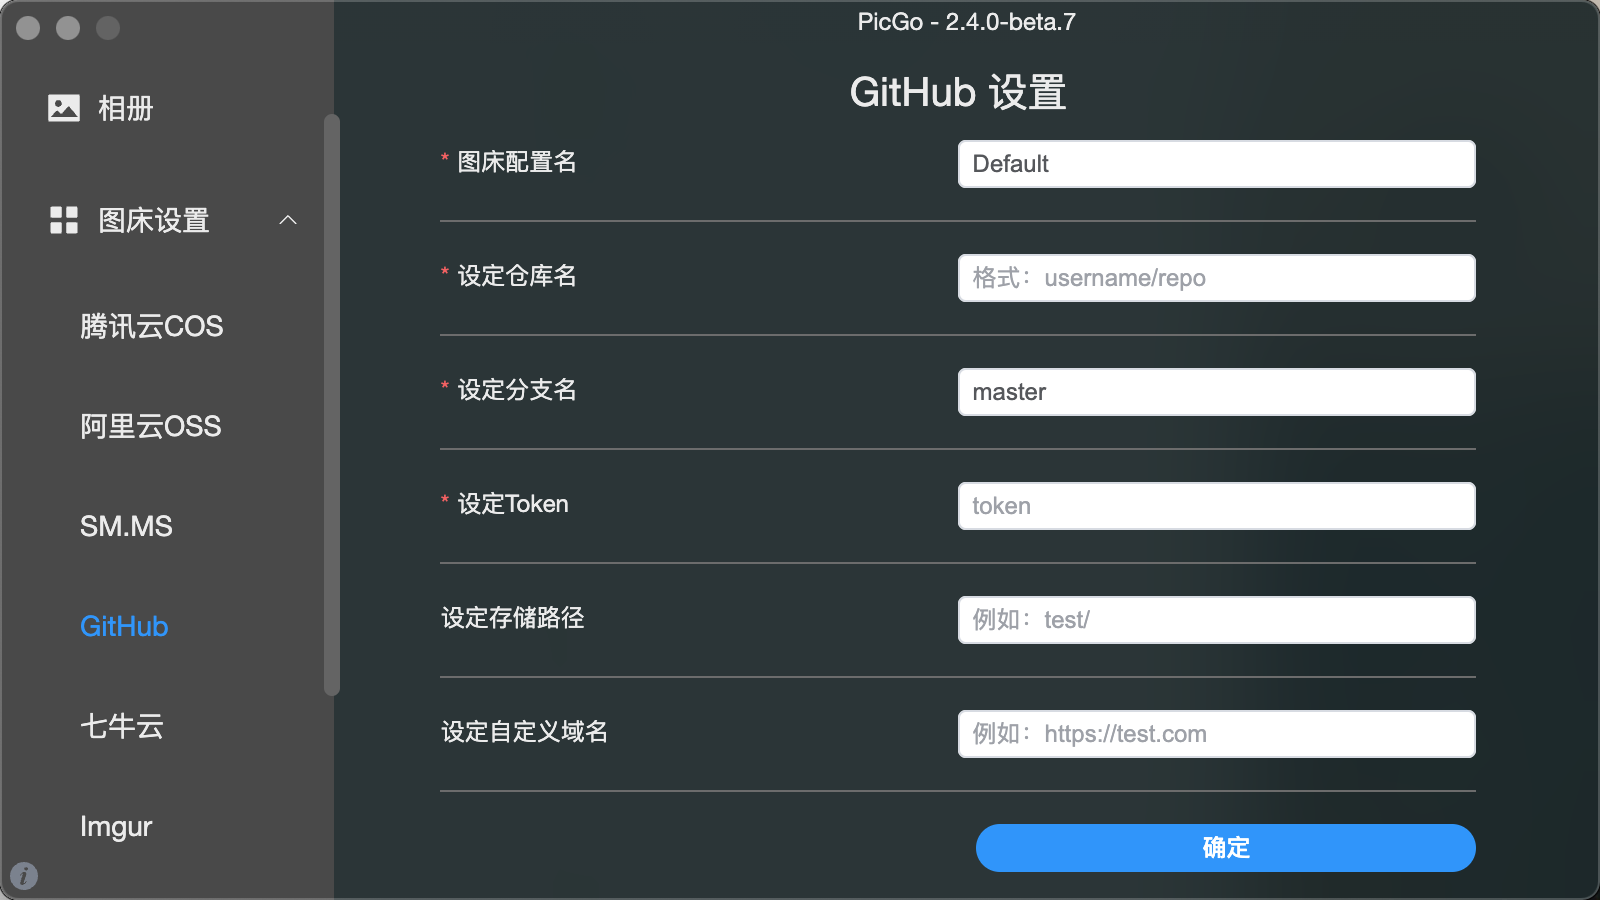 PicGo - 2.4.0-beta.7
相册
图床设置
腾讯云COS
阿里云OSS
SM.MS
GitHub
七牛云
Imgur
i
GitHub 设置
* 图床配置名
Default
* 设定仓库名
格式：username/repo
* 设定分支名
master
* 设定Token
token
设定存储路径
例如：test/
设定自定义域名
例如：https://test.com
确定